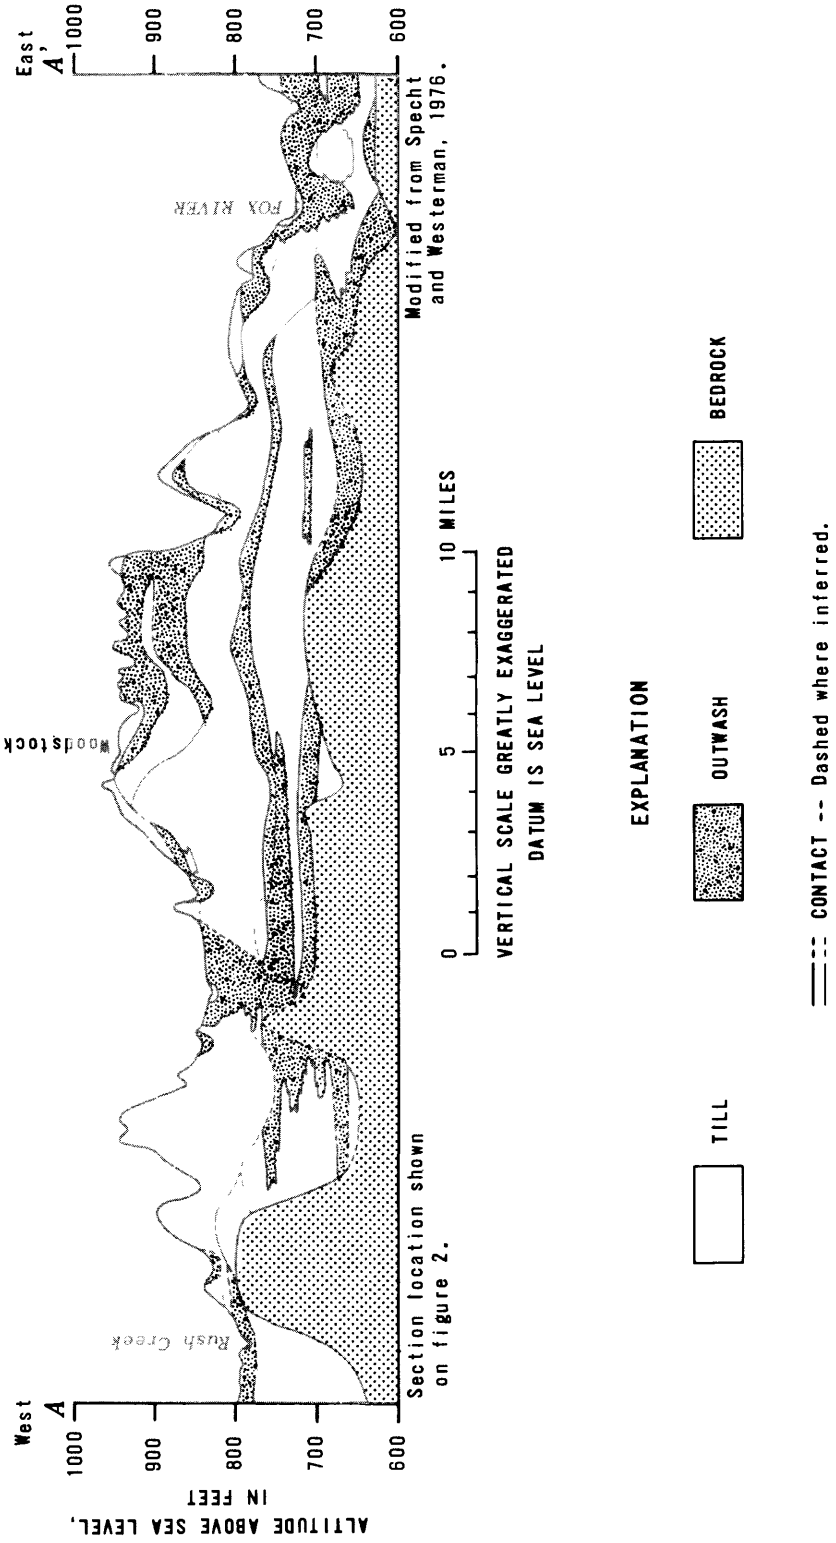 West
A
East
A'
ALTITUDE ABOVE SEA LEVEL,
IN FEET
1000
900
800
700
600
1000
900
800
700
600
Rush Creek
Woodstock
FOX RIVER
Section location shown
on figure 2.
Modified from Specht
and Westerman, 1976.
0
5
10 MILES
VERTICAL SCALE GREATLY EXAGGERATED
DATUM IS SEA LEVEL
EXPLANATION
TILL
OUTWASH
BEDROCK
CONTACT -- Dashed where inferred.